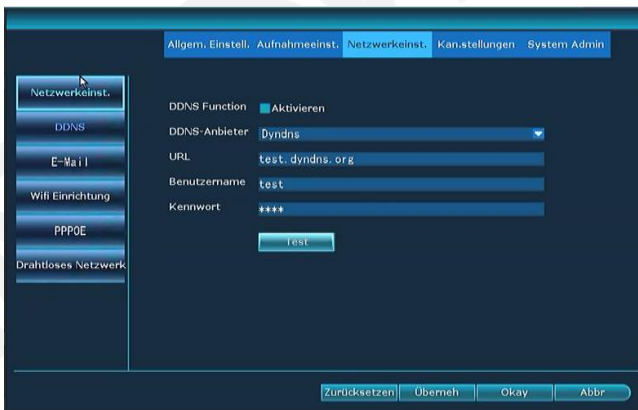 Allgem. Einstell. Aufnahmeeinst. Netzwerkeinst. Kan.stellungen System Admin
Netzwerkeinst.
DDNS
E-Mail
Wifi Einrichtung
PPPOE
Drahtloses Netzwerk
DDNS Function Aktivieren
DDNS-Anbieter Dyndns
URL test.dyndns.org
Benutzername test
Kennwort ****
Test
Zurücksetzen Überneh Okay Abbr